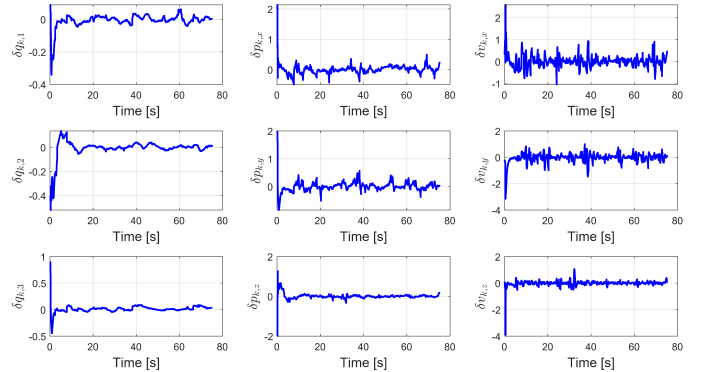 δq_{k,1} 0 -0.2 -0.4 0 20 40 60 80 Time [s]
δp_{k,x} 2 1 0 0 20 40 60 80 Time [s]
δv_{k,x} 2 1 0 -1 0 20 40 60 80 Time [s]
δq_{k,2} 0 -0.2 -0.4 0 20 40 60 80 Time [s]
δp_{k,y} 2 1 0 0 20 40 60 80 Time [s]
δv_{k,y} 2 0 -2 -4 0 20 40 60 80 Time [s]
δq_{k,3} 1 0.5 0 -0.5 0 20 40 60 80 Time [s]
δp_{k,z} 2 0 -2 0 20 40 60 80 Time [s]
δv_{k,z} 2 0 -2 -4 0 20 40 60 80 Time [s]